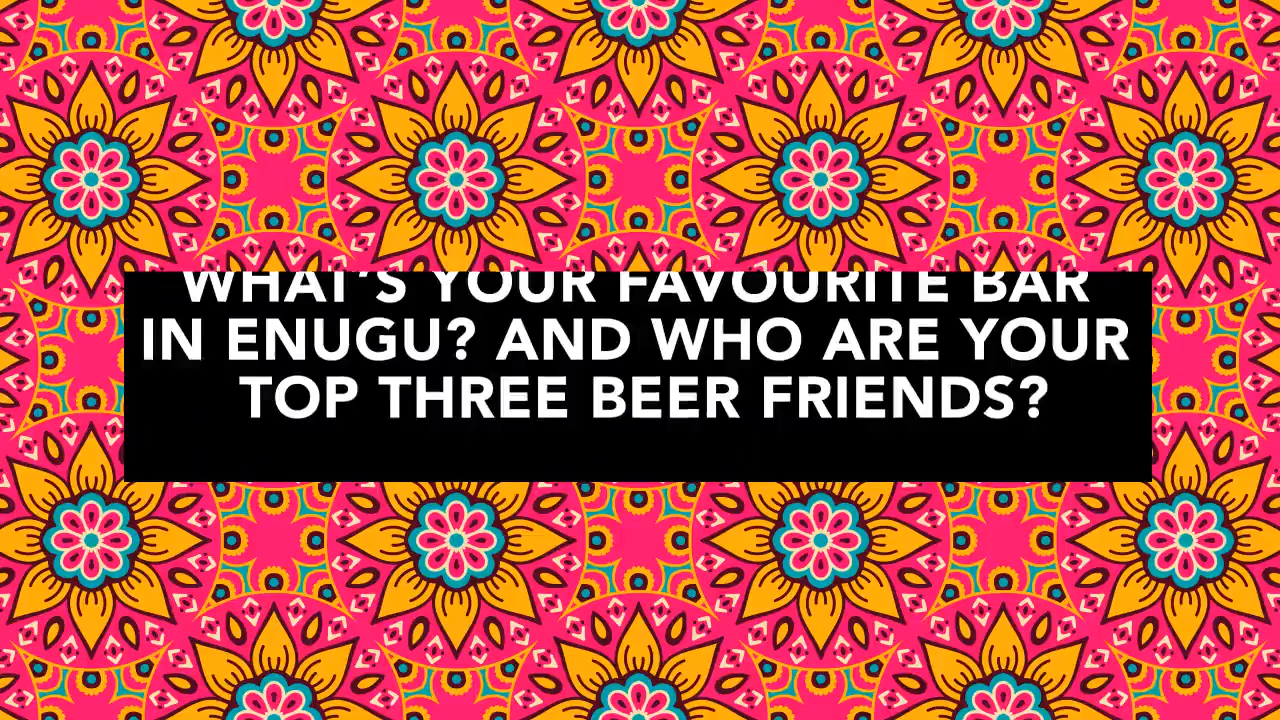 WHAT'S YOUR FAVOURITE BAR
IN ENUGU? AND WHO ARE YOUR
TOP THREE BEER FRIENDS?